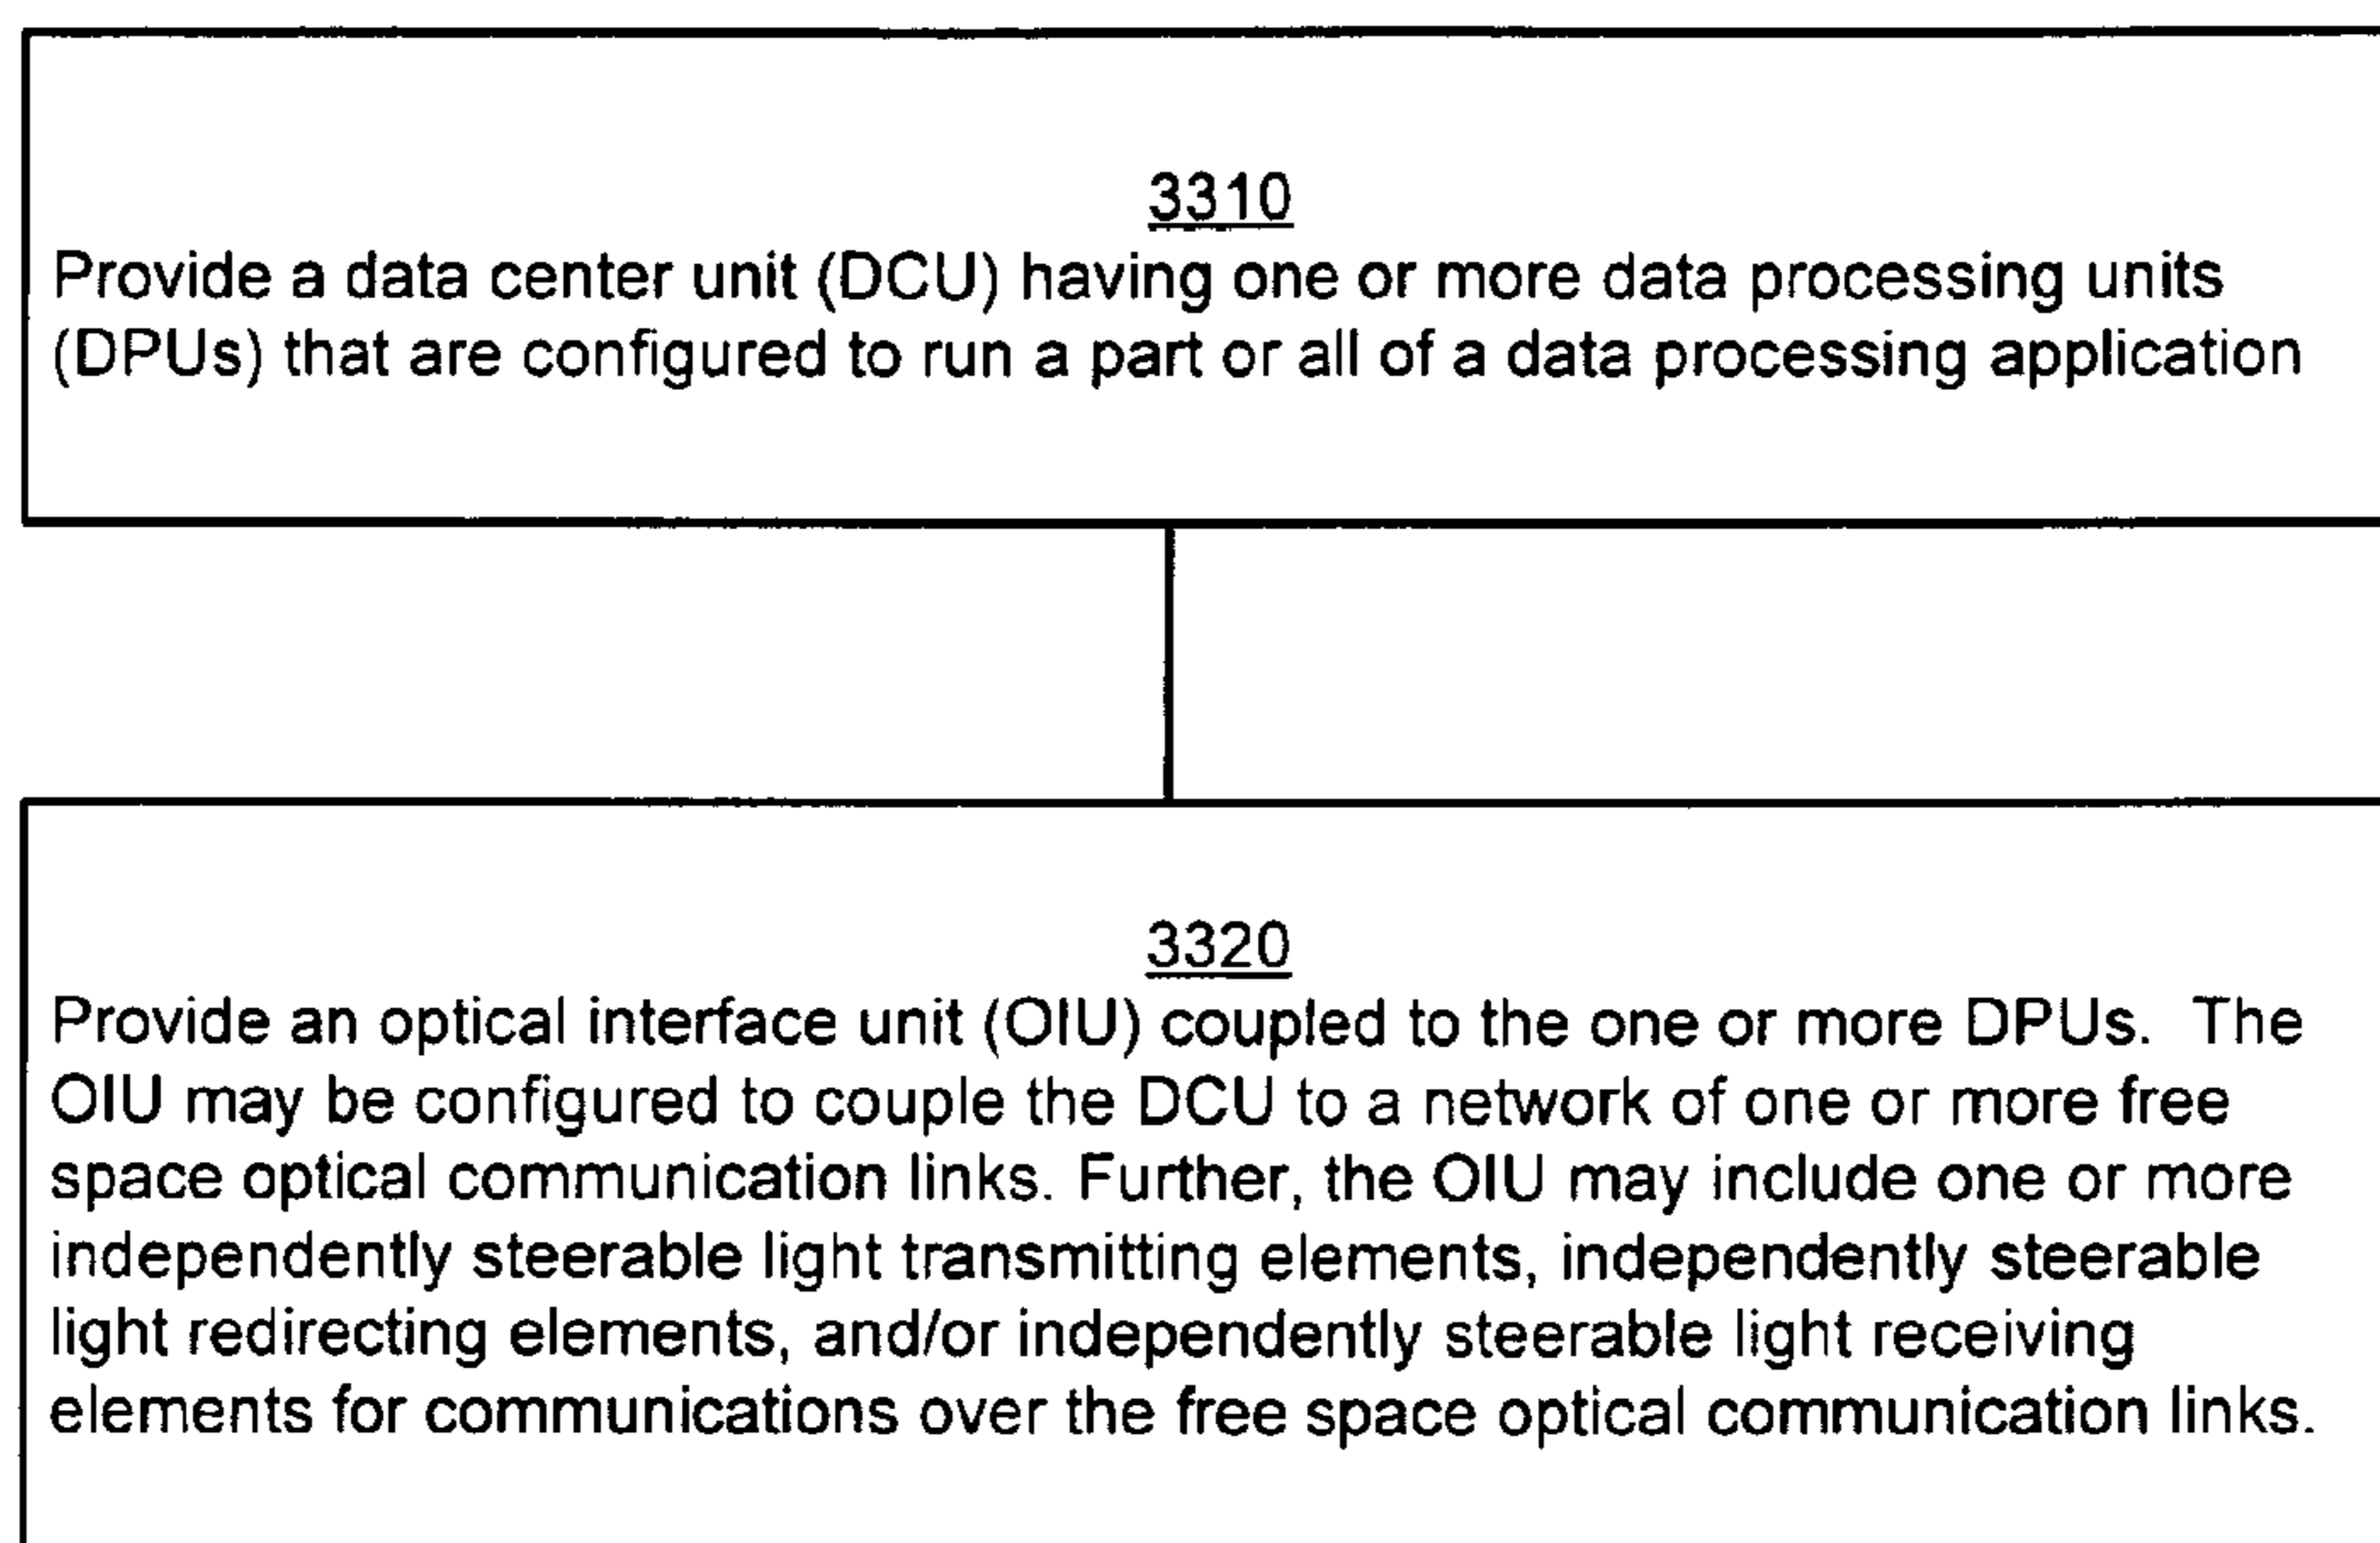 3310
Provide a data center unit (DCU) having one or more data processing units
(DPUs) that are configured to run a part or all of a data processing application
3320
Provide an optical interface unit (OIU) coupled to the one or more DPUs. The
OIU may be configured to couple the DCU to a network of one or more free
space optical communication links. Further, the OIU may include one or more
independently steerable light transmitting elements, independently steerable
light redirecting elements, and/or independently steerable light receiving
elements for communications over the free space optical communication links.